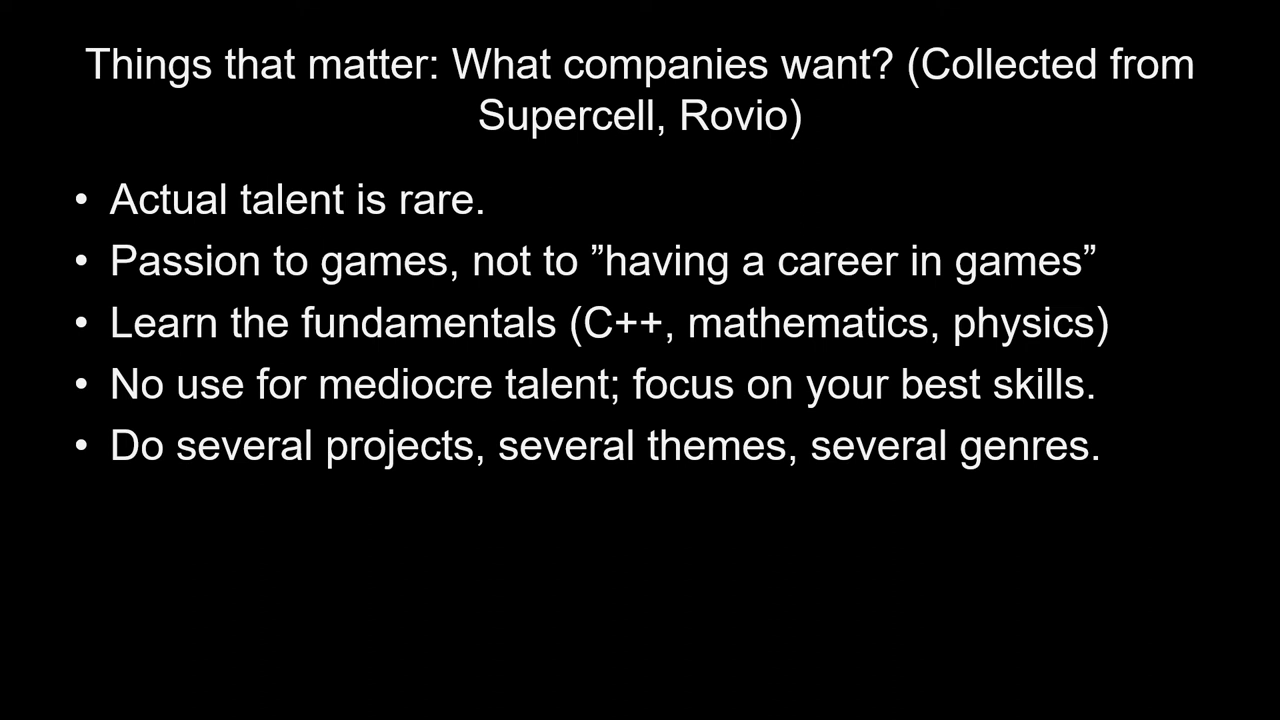 Things that matter: What companies want? (Collected from
Supercell, Rovio)
• Actual talent is rare.
• Passion to games, not to ”having a career in games”
• Learn the fundamentals (C++, mathematics, physics)
• No use for mediocre talent; focus on your best skills.
• Do several projects, several themes, several genres.